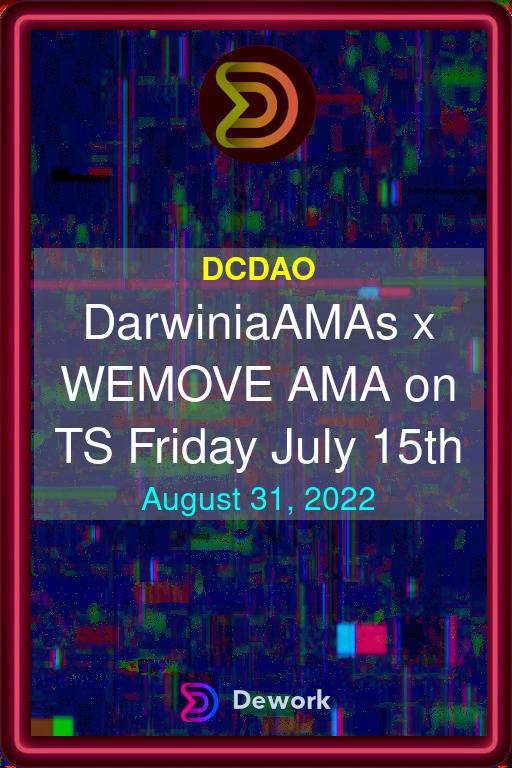 DCDAO
DarwiniaAMAs x
WEMOVE AMA on
TS Friday July 15th
August 31, 2022
Dework